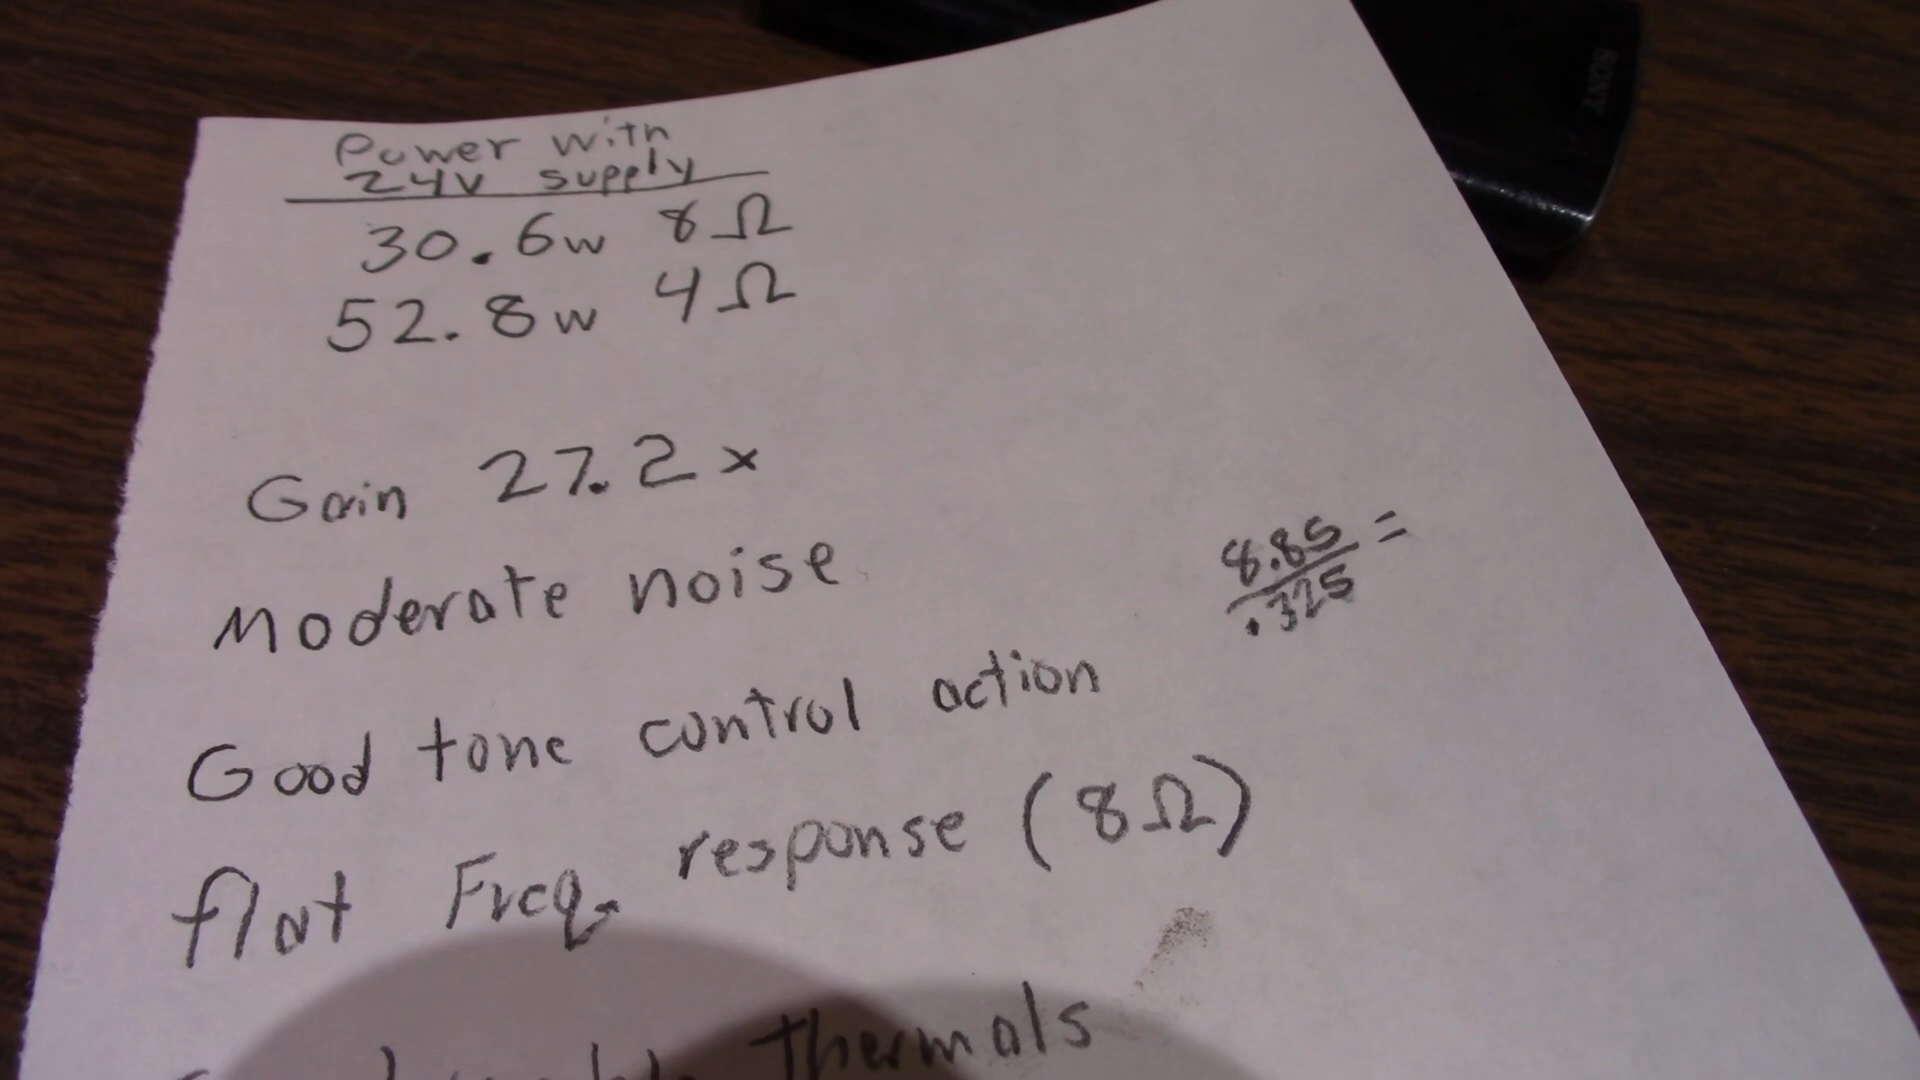 Power with
24V supply
30.6w 8Ω
52.8w 4Ω
Gain 27.2x
Moderate noise
8.85 =
.325
Good tone control action
flat Freq. response (8Ω)
thermals
SONY